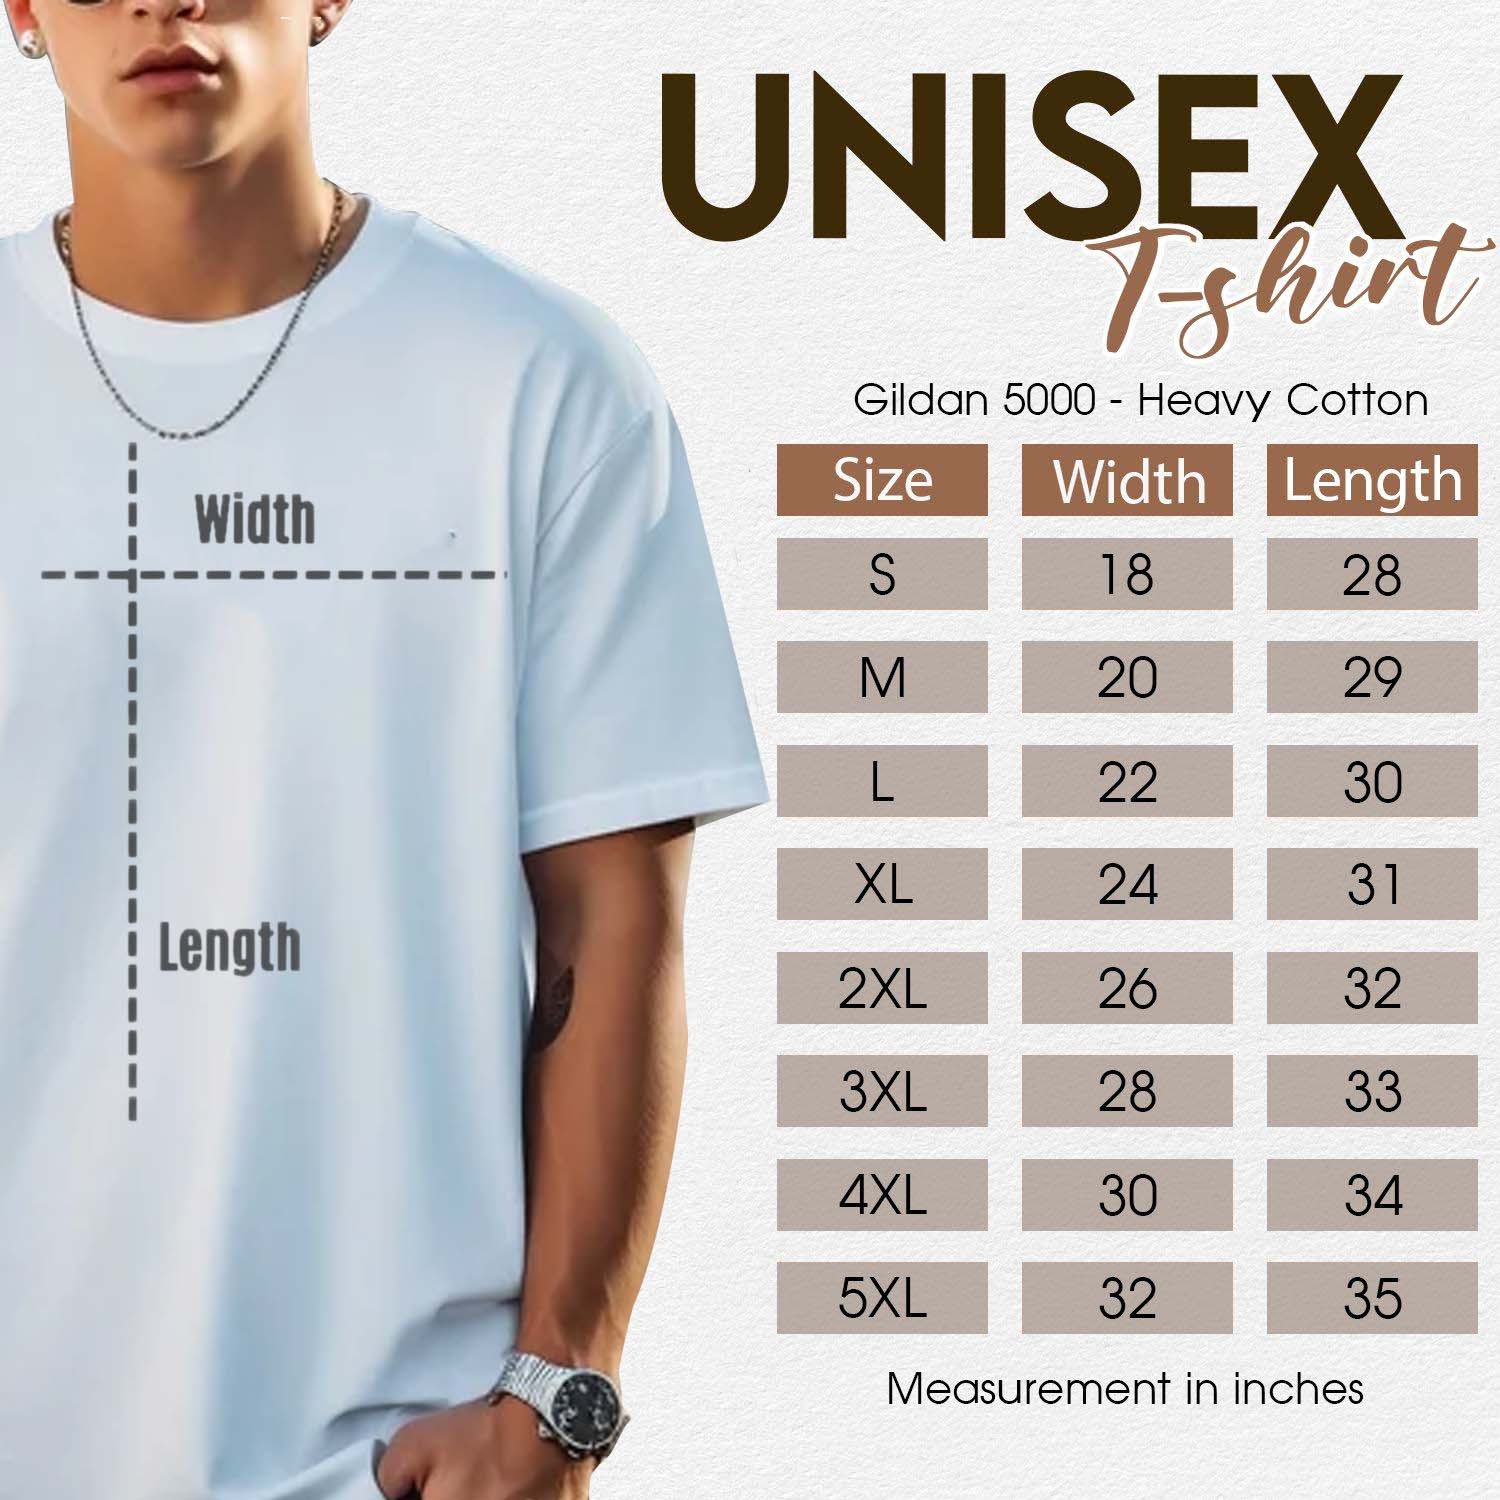 UNISEX
T-shirt
Gildan 5000 - Heavy Cotton
Size Width Length
S 18 28
M 20 29
L 22 30
XL 24 31
2XL 26 32
3XL 28 33
4XL 30 34
5XL 32 35
Measurement in inches
Width
Length